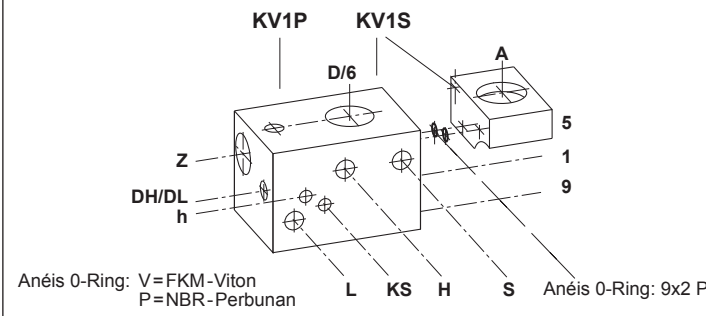 KV1P KV1S
A
D/6
5
Z
1
DH/DL
9
h
L KS H S
Anéis 0-Ring: V=FKM-Viton
P=NBR-Perbunan
Anéis 0-Ring: 9x2 P